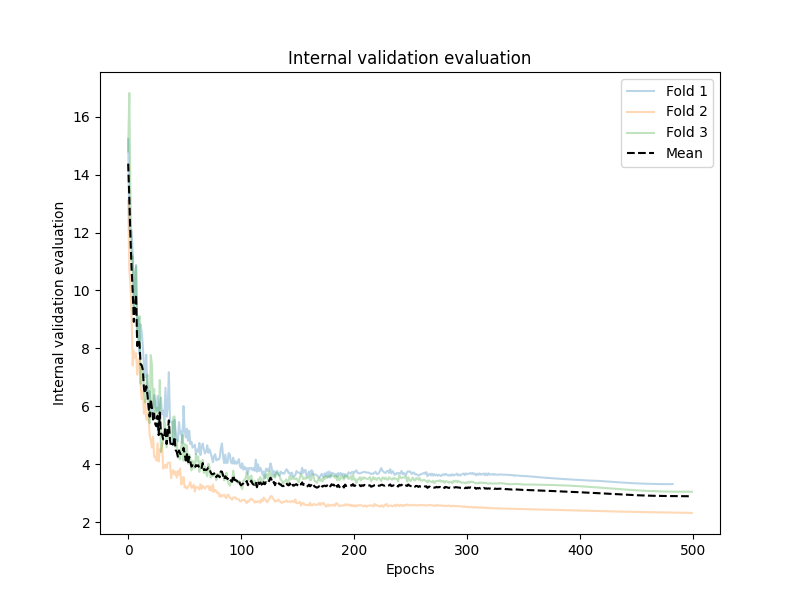 Internal validation evaluation
Fold 1
Fold 2
Fold 3
Mean
Internal validation evaluation
16
14
12
10
8
6
4
2
0 100 200 300 400 500
Epochs